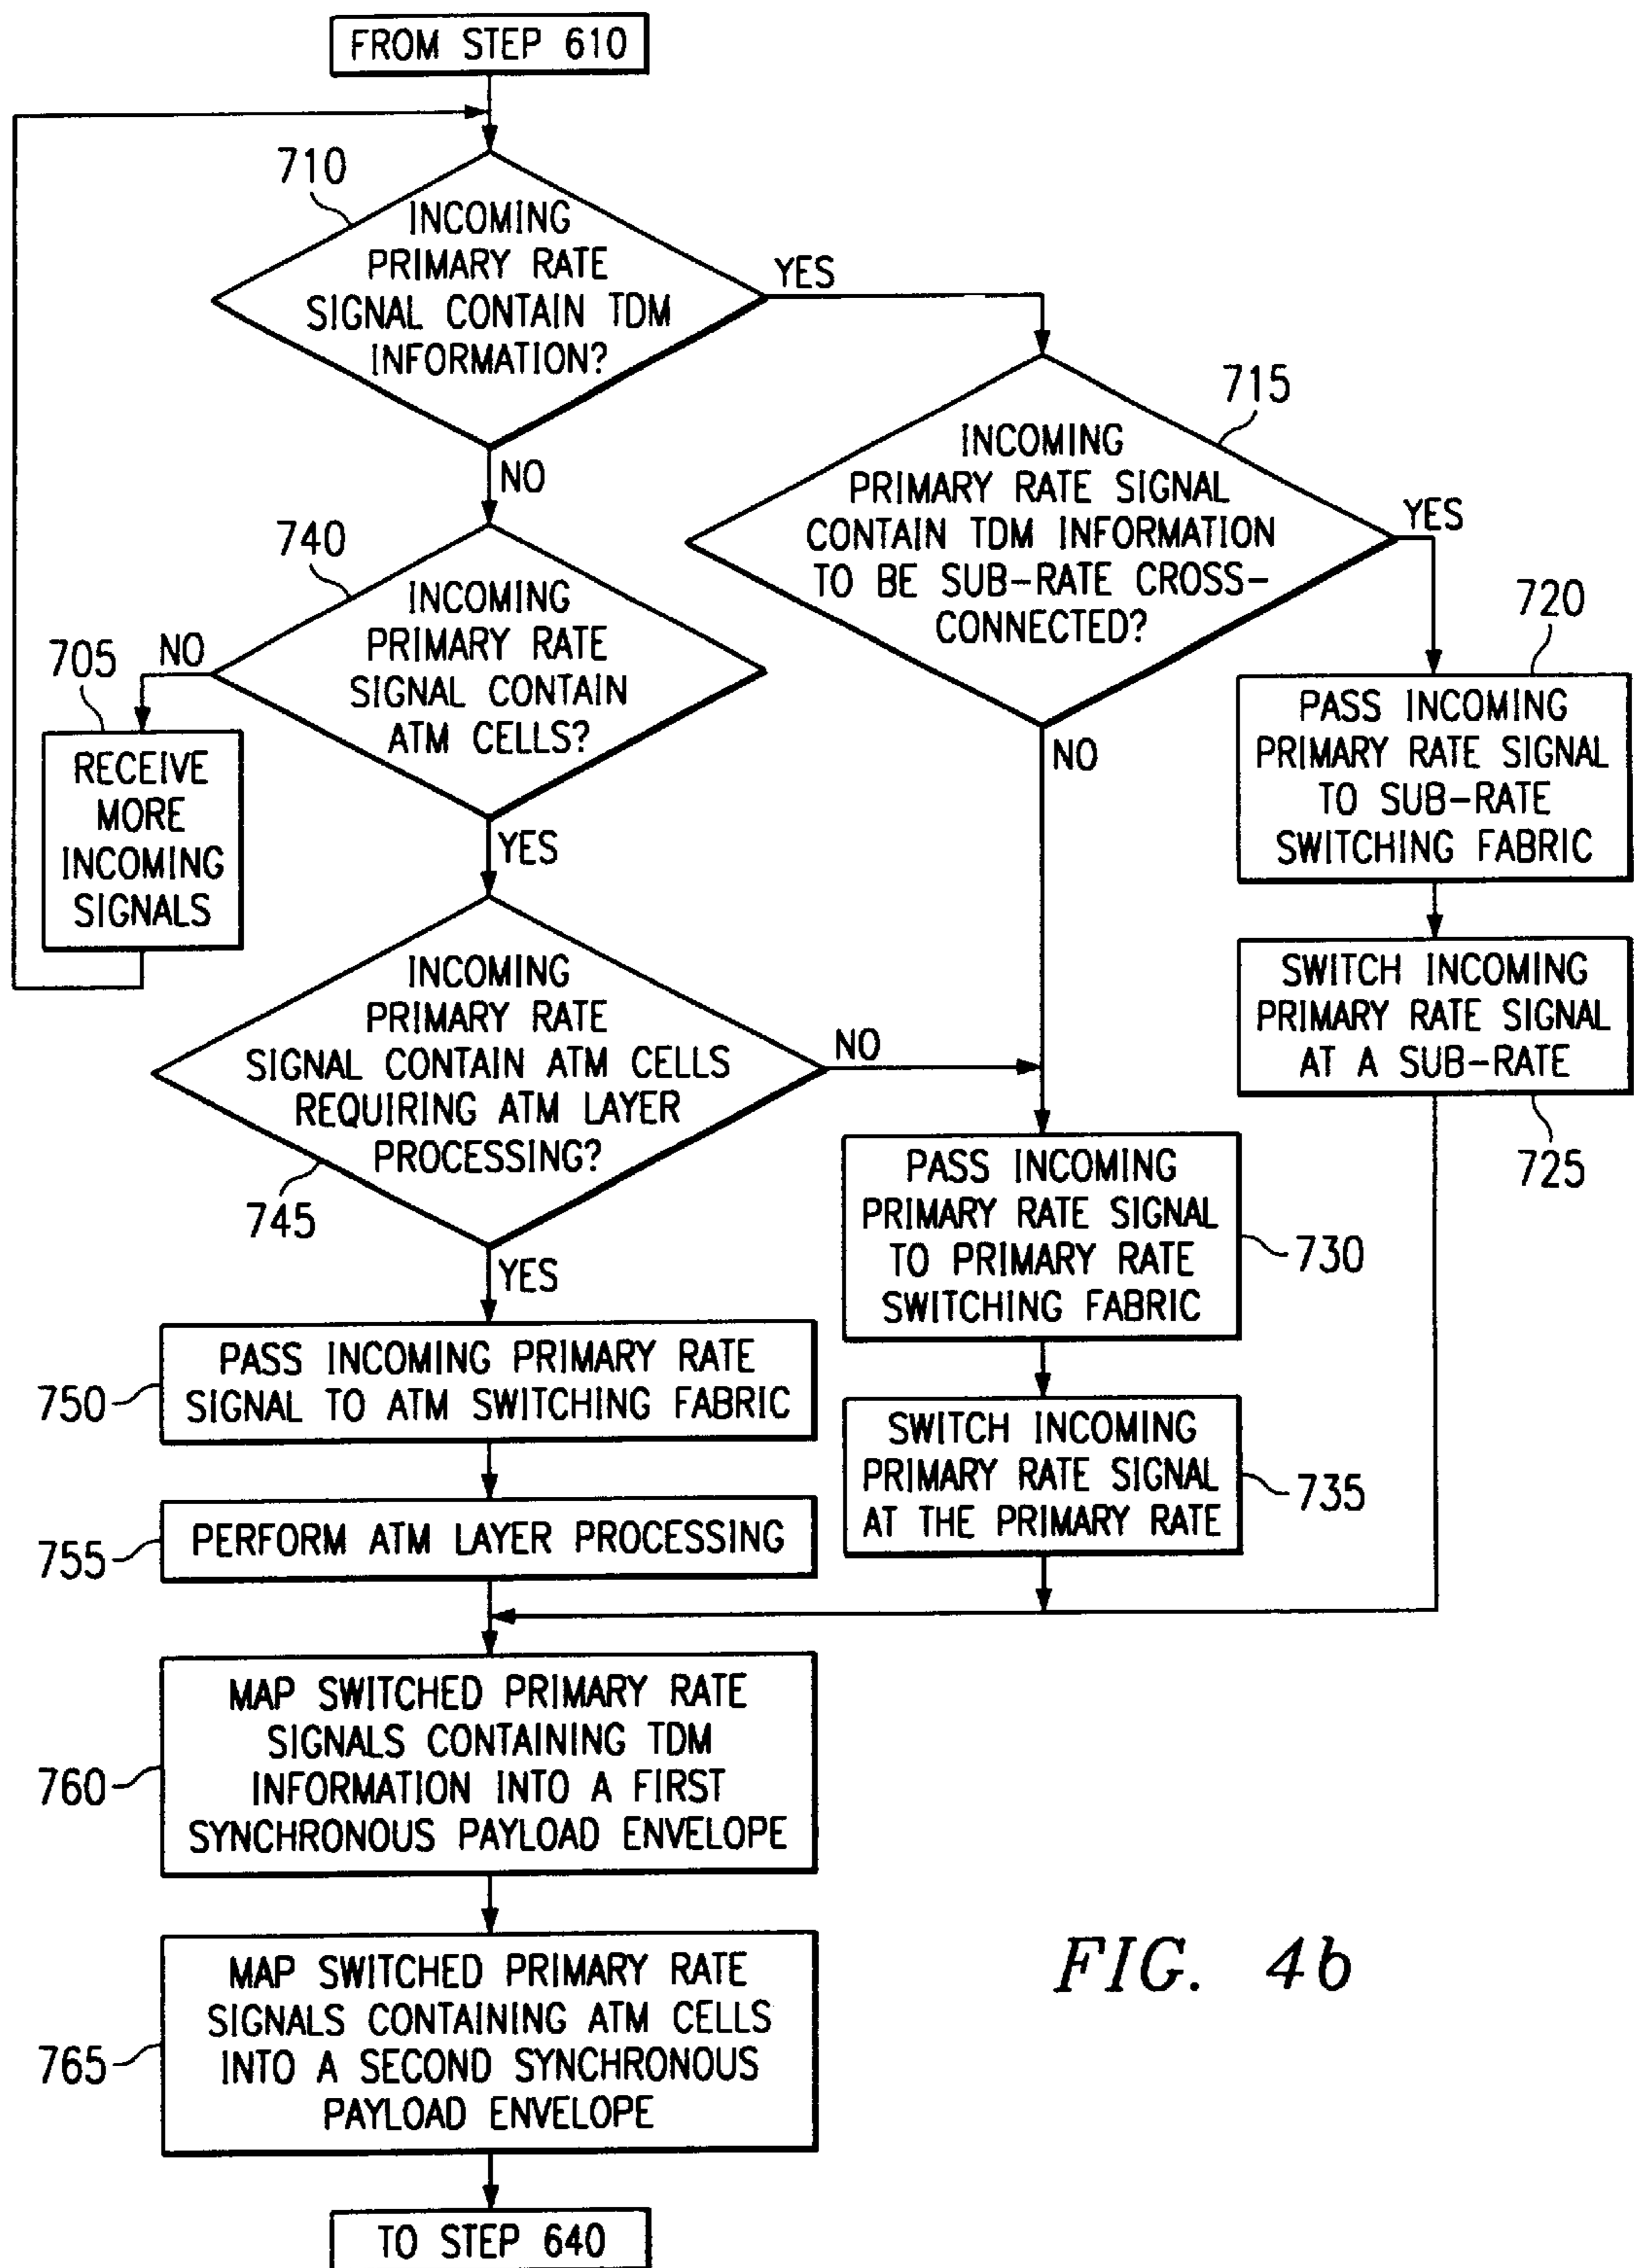 FROM STEP 610
710
INCOMING
PRIMARY RATE
SIGNAL CONTAIN TDM
INFORMATION?
YES
NO
715
INCOMING
PRIMARY RATE SIGNAL
CONTAIN TDM INFORMATION
TO BE SUB-RATE CROSS-
CONNECTED?
YES
NO
720
PASS INCOMING
PRIMARY RATE SIGNAL
TO SUB-RATE
SWITCHING FABRIC
SWITCH INCOMING
PRIMARY RATE SIGNAL
AT A SUB-RATE
725
740
INCOMING
PRIMARY RATE
SIGNAL CONTAIN
ATM CELLS?
NO
YES
705
RECEIVE
MORE
INCOMING
SIGNALS
INCOMING
PRIMARY RATE
SIGNAL CONTAIN ATM CELLS
REQUIRING ATM LAYER
PROCESSING?
745
NO
YES
PASS INCOMING
PRIMARY RATE SIGNAL
TO PRIMARY RATE
SWITCHING FABRIC
730
SWITCH INCOMING
PRIMARY RATE SIGNAL
AT THE PRIMARY RATE
735
PASS INCOMING PRIMARY RATE
SIGNAL TO ATM SWITCHING FABRIC
750
PERFORM ATM LAYER PROCESSING
755
MAP SWITCHED PRIMARY RATE
SIGNALS CONTAINING TDM
INFORMATION INTO A FIRST
SYNCHRONOUS PAYLOAD ENVELOPE
760
MAP SWITCHED PRIMARY RATE
SIGNALS CONTAINING ATM CELLS
INTO A SECOND SYNCHRONOUS
PAYLOAD ENVELOPE
765
TO STEP 640
FIG. 4b